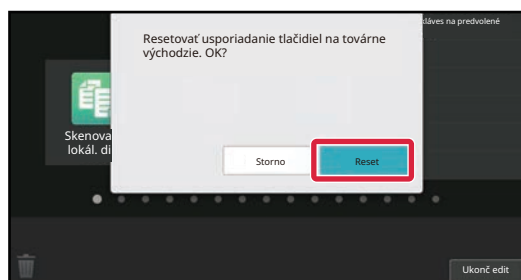 kláves na predvolené
Resetovať usporiadanie tlačidiel na továrne
východzie. OK?
Skenova
lokál. di
Storno
Reset
Ukonč edit